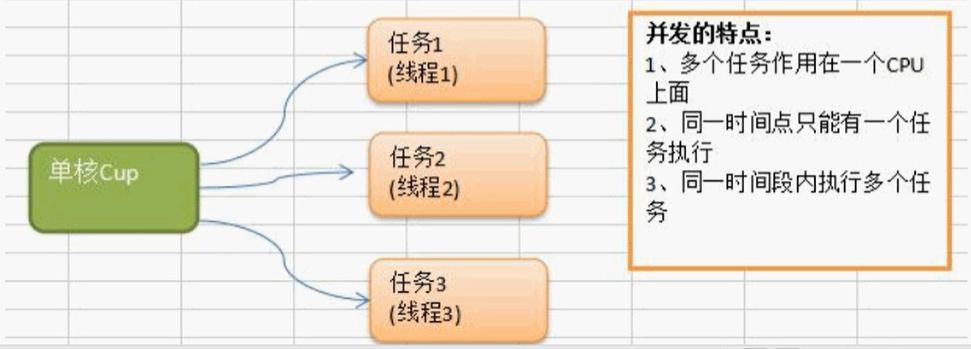 单核Cup
任务1
(线程1)
任务2
(线程2)
任务3
(线程3)
并发的特点：
1、多个任务作用在一个CPU
上面
2、同一时间点只能有一个任
务执行
3、同一时间段内执行多个任
务